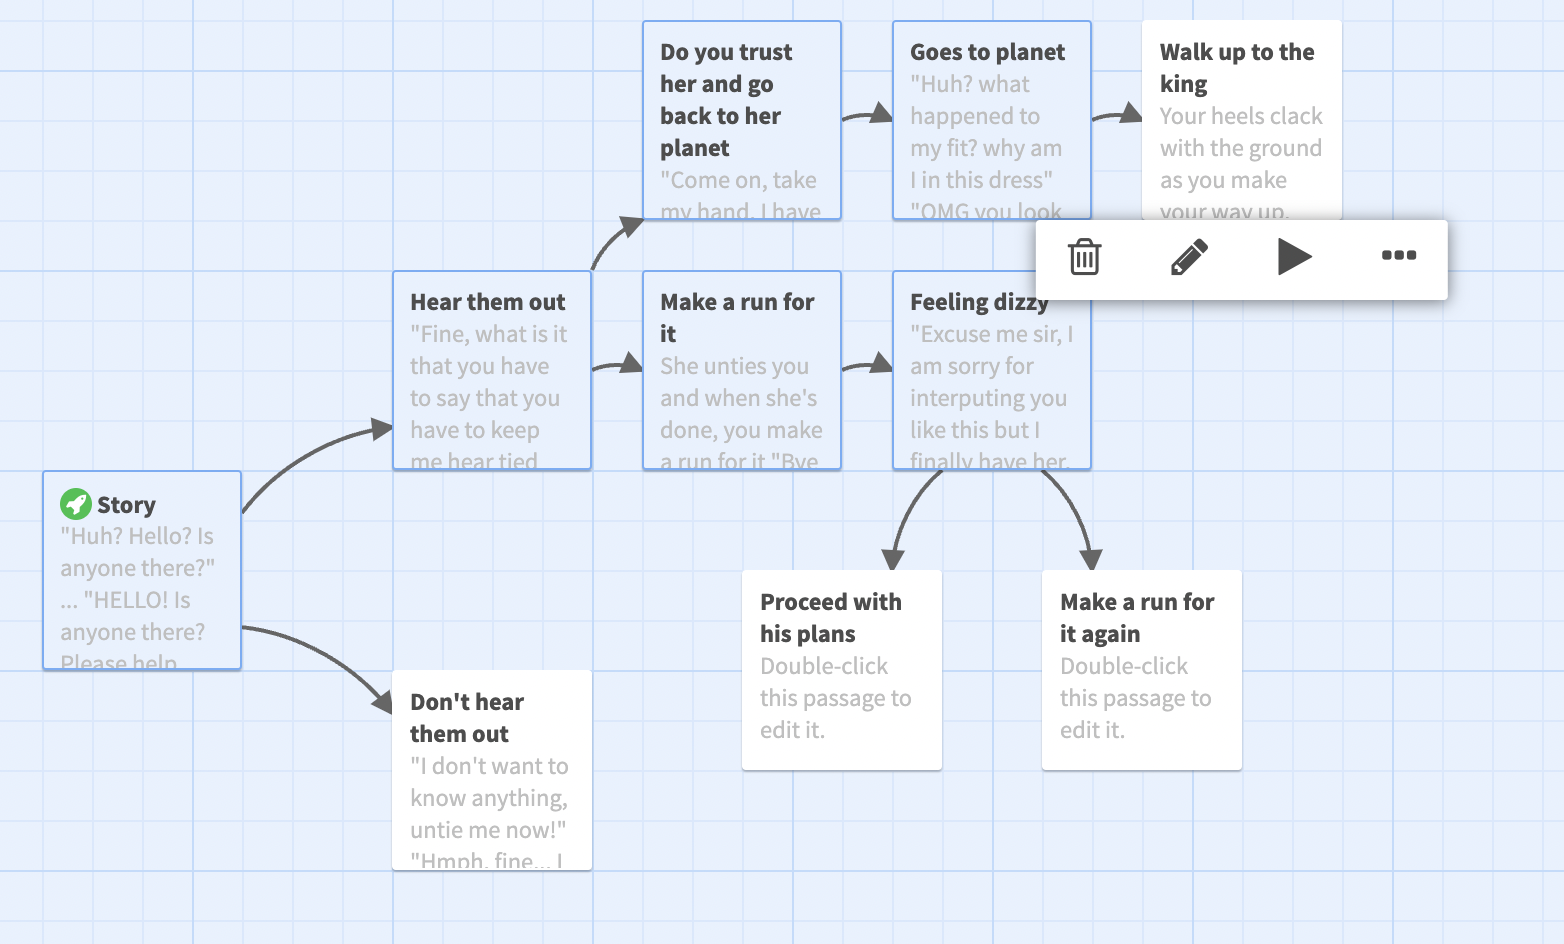 Do you trust
her and go
back to her
planet
"Come on, take
my hand, I have
Goes to planet
"Huh? what
happened to
my fit? why am
I in this dress"
"OMG you look
Walk up to the
king
Your heels clack
with the ground
as you make
your way up.
Hear them out
"Fine, what is it
that you have
to say that you
have to keep
me hear tied
Make a run for
it
She unties you
and when she's
done, you make
a run for it "Bye
Feeling dizzy
"Excuse me sir, I
am sorry for
interputing you
like this but I
finally have her.
Story
"Huh? Hello? Is
anyone there?"
... "HELLO! Is
anyone there?
Please help
Don't hear
them out
"I don't want to
know anything,
untie me now!"
"Hmph, fine... I
Proceed with
his plans
Double-click
this passage to
edit it.
Make a run for
it again
Double-click
this passage to
edit it.